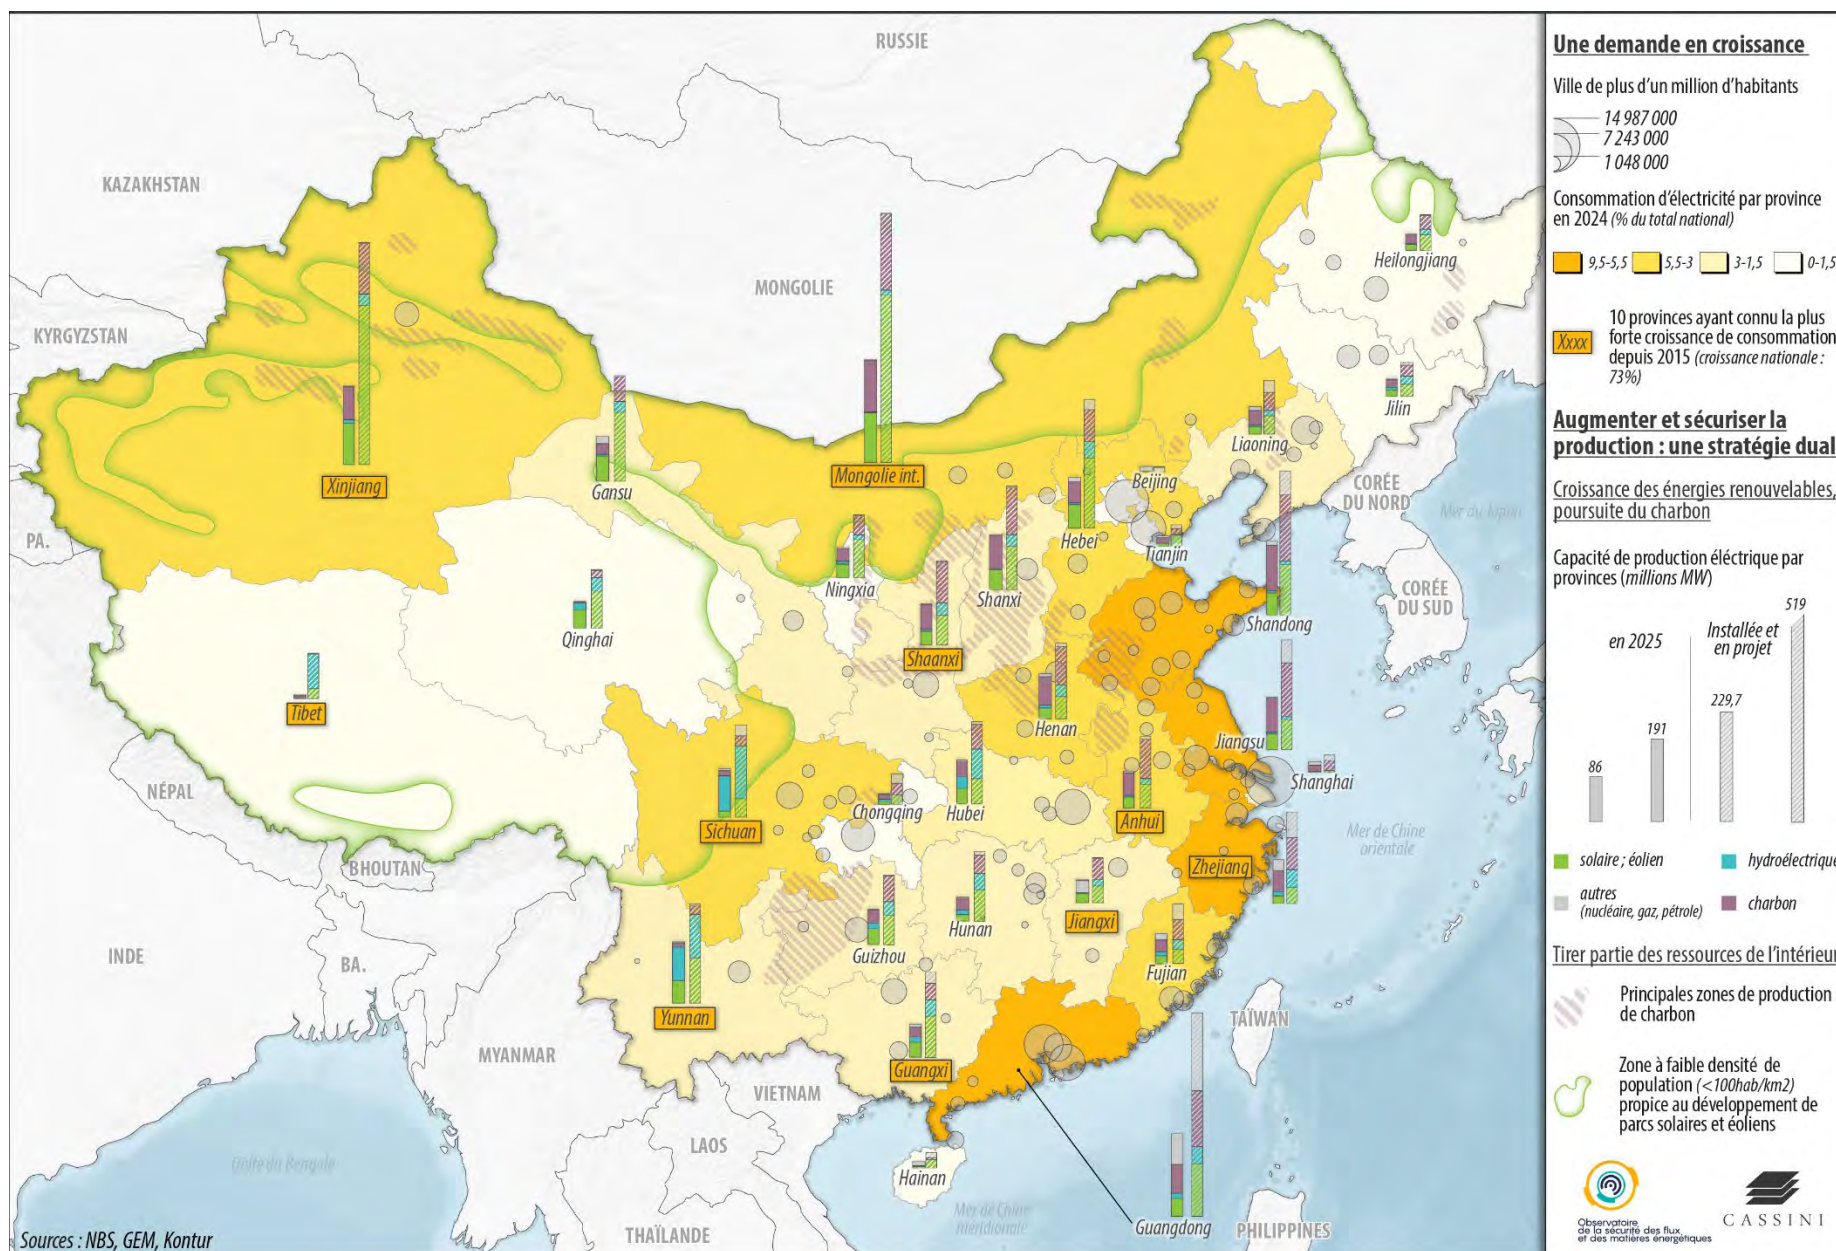 RUSSIE
KAZAKHSTAN
MONGOLIE
KYRGYZSTAN
PA.
CORÉE
DU NORD
Mer du Japon
CORÉE
DU SUD
NÉPAL
BHOUTAN
INDE
BA.
MYANMAR
VIETNAM
LAOS
THAÏLANDE
TAÏWAN
PHILIPPINES
Golfe du Bengale
Mer de Chine
orientale
Mer de Chine
méridionale
Heilongjiang
Jilin
Liaoning
Xinjiang
Gansu
Mongolie int.
Beijing
Hebei
Tianjin
Ningxia
Shanxi
Shandong
Qinghai
Shaanxi
Tibet
Henan
Jiangsu
Shanghai
Sichuan
Chongqing
Hubei
Anhui
Zhejiang
Hunan
Jiangxi
Guizhou
Fujian
Yunnan
Guangxi
Hainan
Guangdong
Sources : NBS, GEM, Kontur
Une demande en croissance
Ville de plus d'un million d'habitants
14 987 000
7 243 000
1 048 000
Consommation d'électricité par province
en 2024 (% du total national)
9,5-5,5 5,5-3 3-1,5 0-1,5
Xxxx
10 provinces ayant connu la plus
forte croissance de consommation
depuis 2015 (croissance nationale :
73%)
Augmenter et sécuriser la
production : une stratégie dual
Croissance des énergies renouvelables,
poursuite du charbon
Capacité de production éléctrique par
provinces (millions MW)
en 2025
Installée et
en projet
86
191
229,7
519
solaire ; éolien
hydroélectrique
autres
(nucléaire, gaz, pétrole)
charbon
Tirer partie des ressources de l'intérieur
Principales zones de production
de charbon
Zone à faible densité de
population (<100hab/km2)
propice au développement de
parcs solaires et éoliens
Observatoire
de la sécurité des flux
et des matières énergétiques
CASSINI